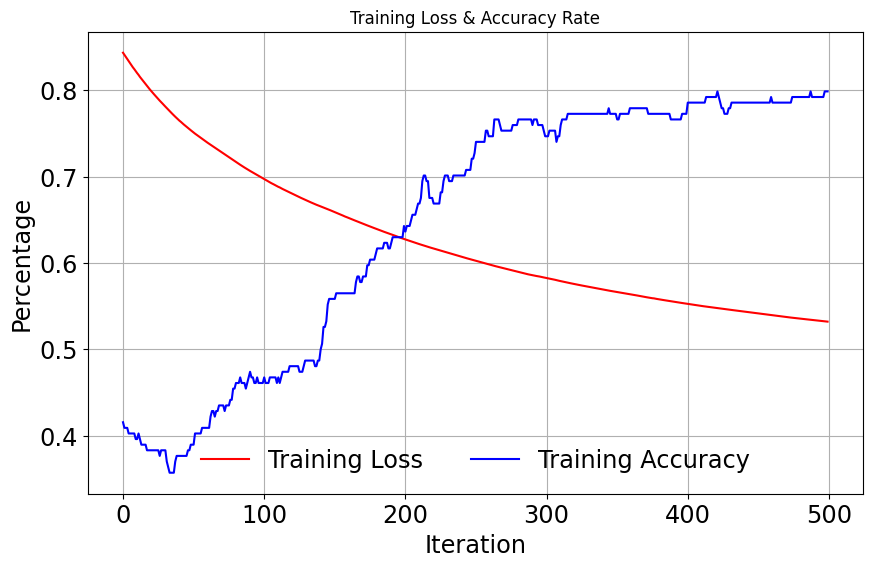 Training Loss & Accuracy Rate
0.8
0.7
0.6
0.5
0.4
Percentage
Training Loss Training Accuracy
0 100 200 300 400 500
Iteration